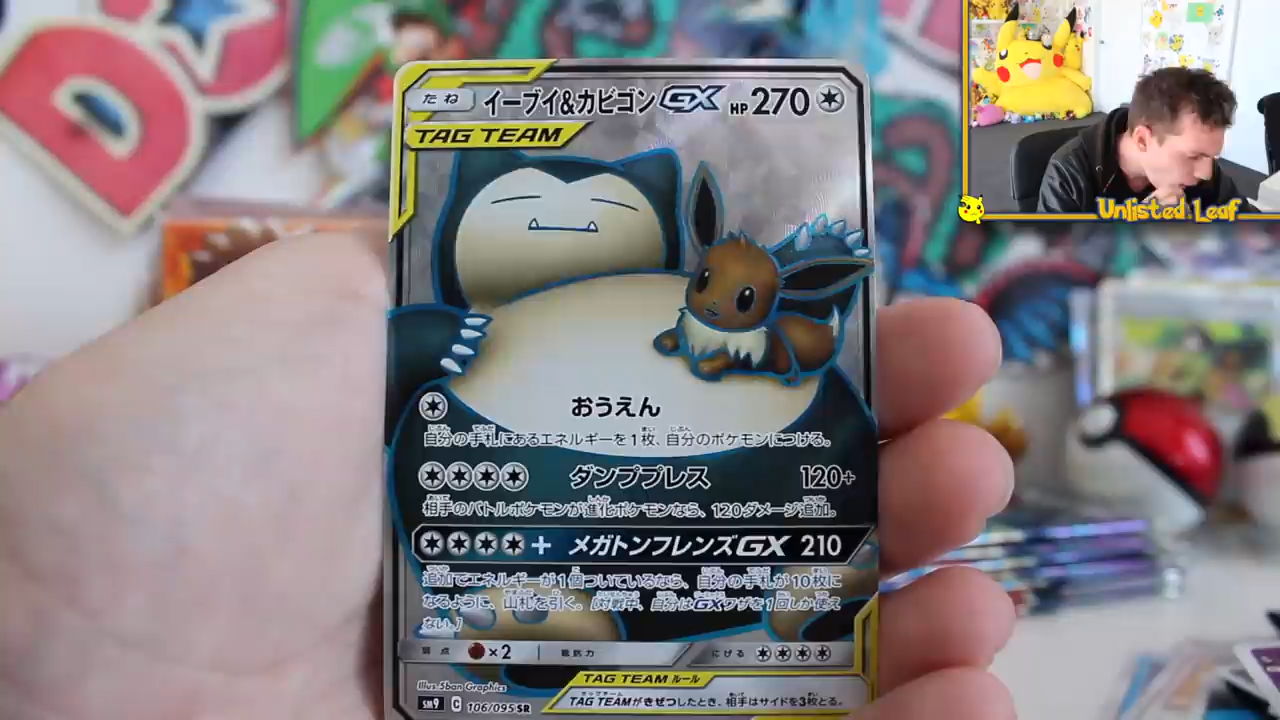 たね イーブイ&カビゴンGX HP 270
TAG TEAM
Unlisted Leaf
おうえん
自分の手札にあるエネルギーを1枚、自分のポケモンにつける。
ダンププレス 120+
相手のバトルポケモンが進化ポケモンなら、120ダメージ追加。
+ メガトンフレンズGX 210
追加でエネルギーが1個ついているなら、自分の手札が10枚に
なるように、山札を引く。[対戦中、自分はGXワザを1回しか使え
ない。]
弱点 ×2 抵抗力 にげる
Illus. 5ban Graphics
TAG TEAM ルール
SM9 C 106/095 SR
TAG TEAMがきぜつしたとき、相手はサイドを3枚とる。